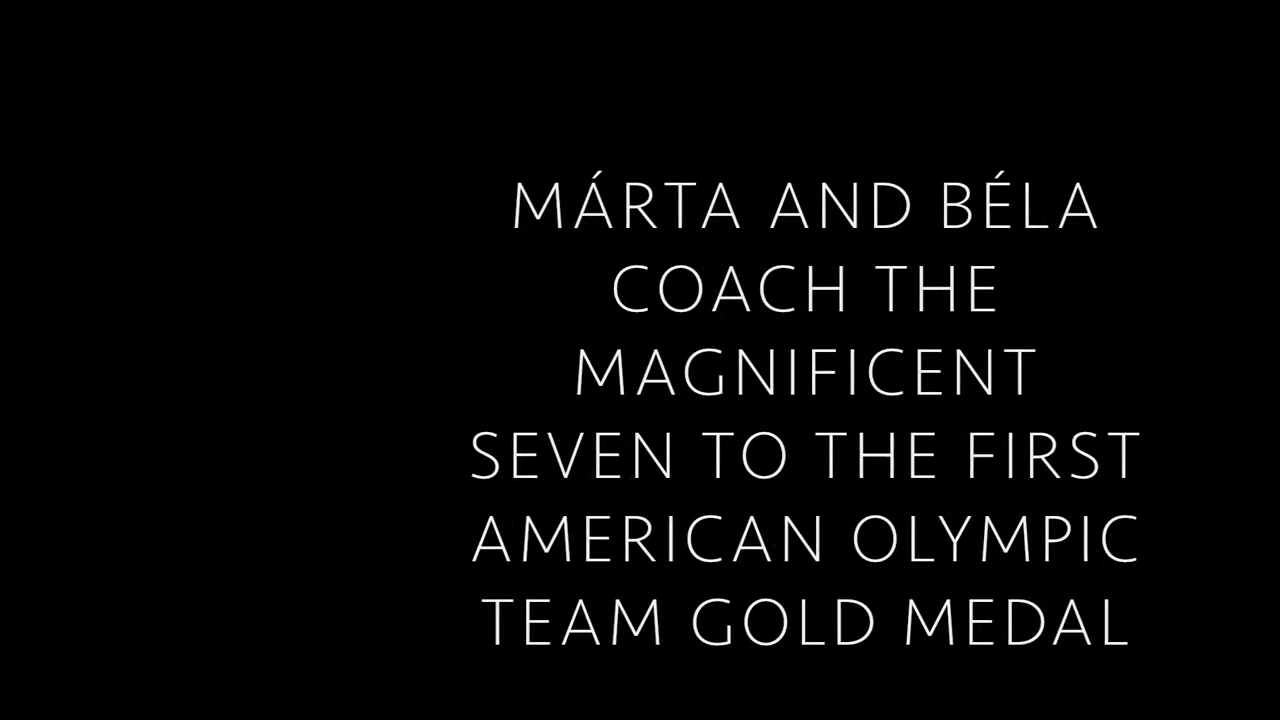 MÁRTA AND BÉLA
COACH THE
MAGNIFICENT
SEVEN TO THE FIRST
AMERICAN OLYMPIC
TEAM GOLD MEDAL